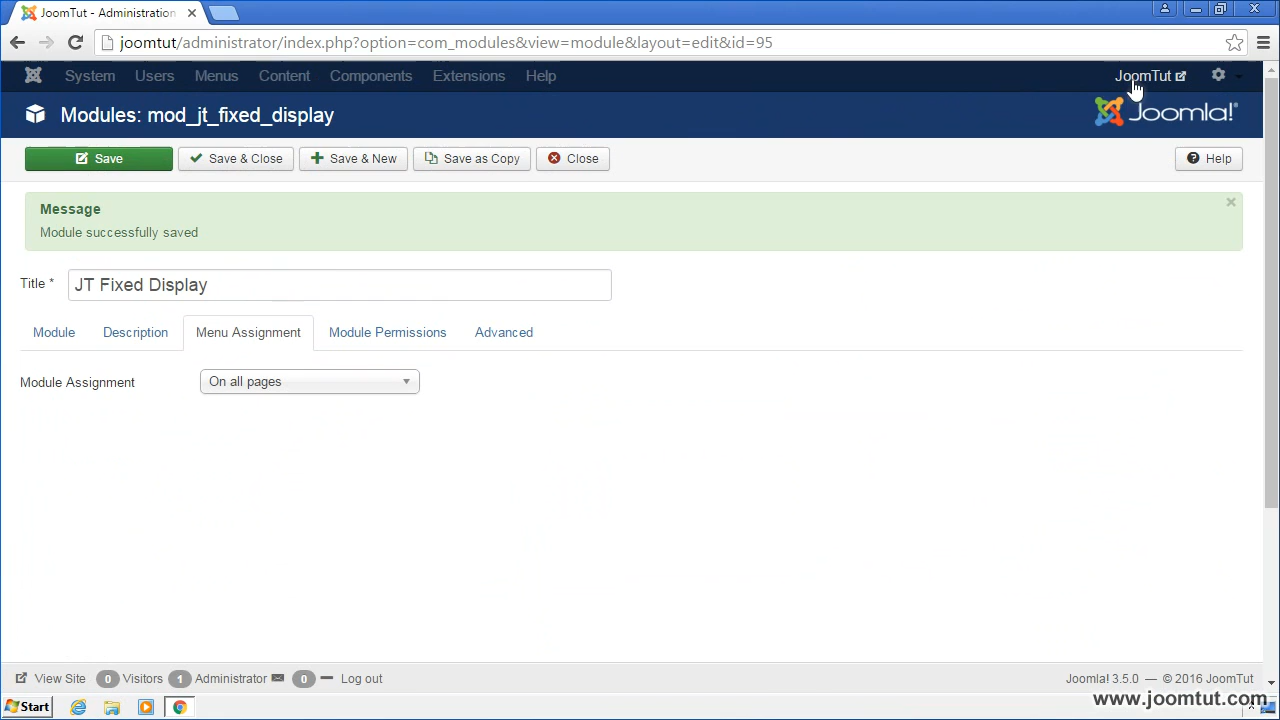 JoomTut - Administration
joomtut/administrator/index.php?option=com_modules&view=module&layout=edit&id=95
System Users Menus Content Components Extensions Help JoomTut
Modules: mod_jt_fixed_display Joomla!®
Save Save & Close Save & New Save as Copy Close Help
Message
Module successfully saved
Title * JT Fixed Display
Module Description Menu Assignment Module Permissions Advanced
Module Assignment On all pages
View Site 0 Visitors 1 Administrator 0 Log out Joomla! 3.5.0 — © 2016 JoomTut
www.joomtut.com
Start